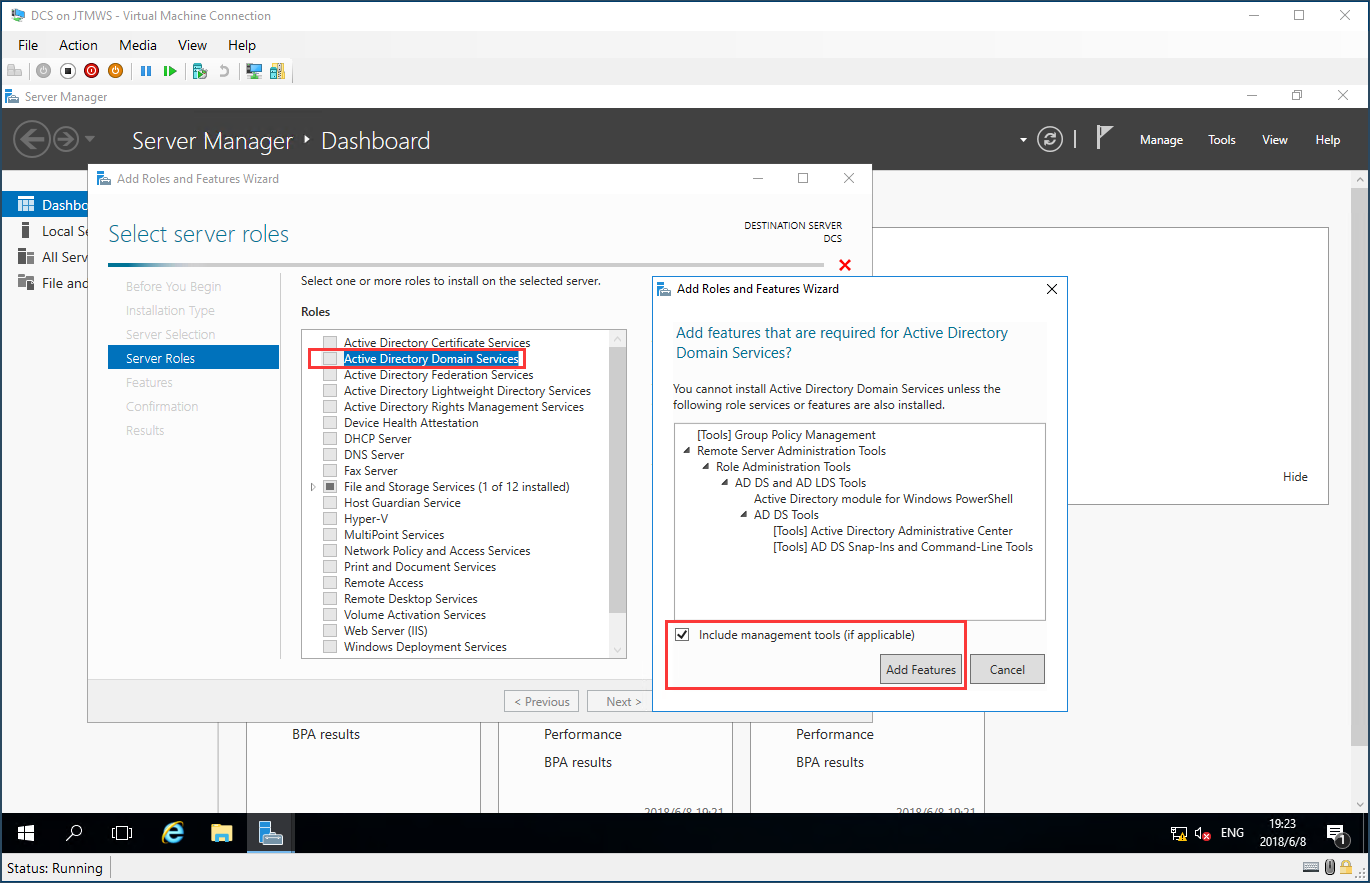 DCS on JTMWS - Virtual Machine Connection
File Action Media View Help
Server Manager
Server Manager ‣ Dashboard
Manage Tools View Help
Add Roles and Features Wizard
Select server roles
DESTINATION SERVER
DCS
Dashbo
Local Se
All Serv
File and
Before You Begin
Installation Type
Server Selection
Server Roles
Features
Confirmation
Results
Select one or more roles to install on the selected server.
Roles
Active Directory Certificate Services
Active Directory Domain Services
Active Directory Federation Services
Active Directory Lightweight Directory Services
Active Directory Rights Management Services
Device Health Attestation
DHCP Server
DNS Server
Fax Server
File and Storage Services (1 of 12 installed)
Host Guardian Service
Hyper-V
MultiPoint Services
Network Policy and Access Services
Print and Document Services
Remote Access
Remote Desktop Services
Volume Activation Services
Web Server (IIS)
Windows Deployment Services
< Previous Next >
Add Roles and Features Wizard
Add features that are required for Active Directory
Domain Services?
You cannot install Active Directory Domain Services unless the
following role services or features are also installed.
[Tools] Group Policy Management
Remote Server Administration Tools
Role Administration Tools
AD DS and AD LDS Tools
Active Directory module for Windows PowerShell
AD DS Tools
[Tools] Active Directory Administrative Center
[Tools] AD DS Snap-Ins and Command-Line Tools
Include management tools (if applicable)
Add Features Cancel
Hide
BPA results
Performance
BPA results
2018/6/8 19:21
Performance
BPA results
2018/6/8 19:21
ENG
19:23
2018/6/8
1
Status: Running